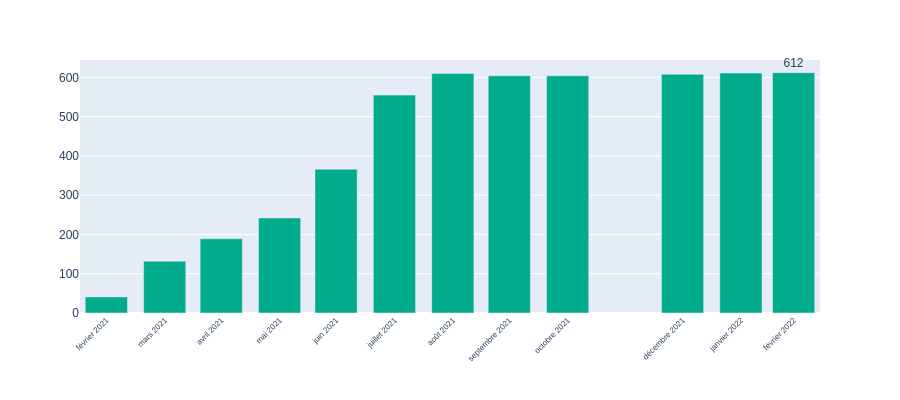 612
600
500
400
300
200
100
0
février 2021
mars 2021
avril 2021
mai 2021
juin 2021
juillet 2021
août 2021
septembre 2021
octobre 2021
décembre 2021
janvier 2022
février 2022